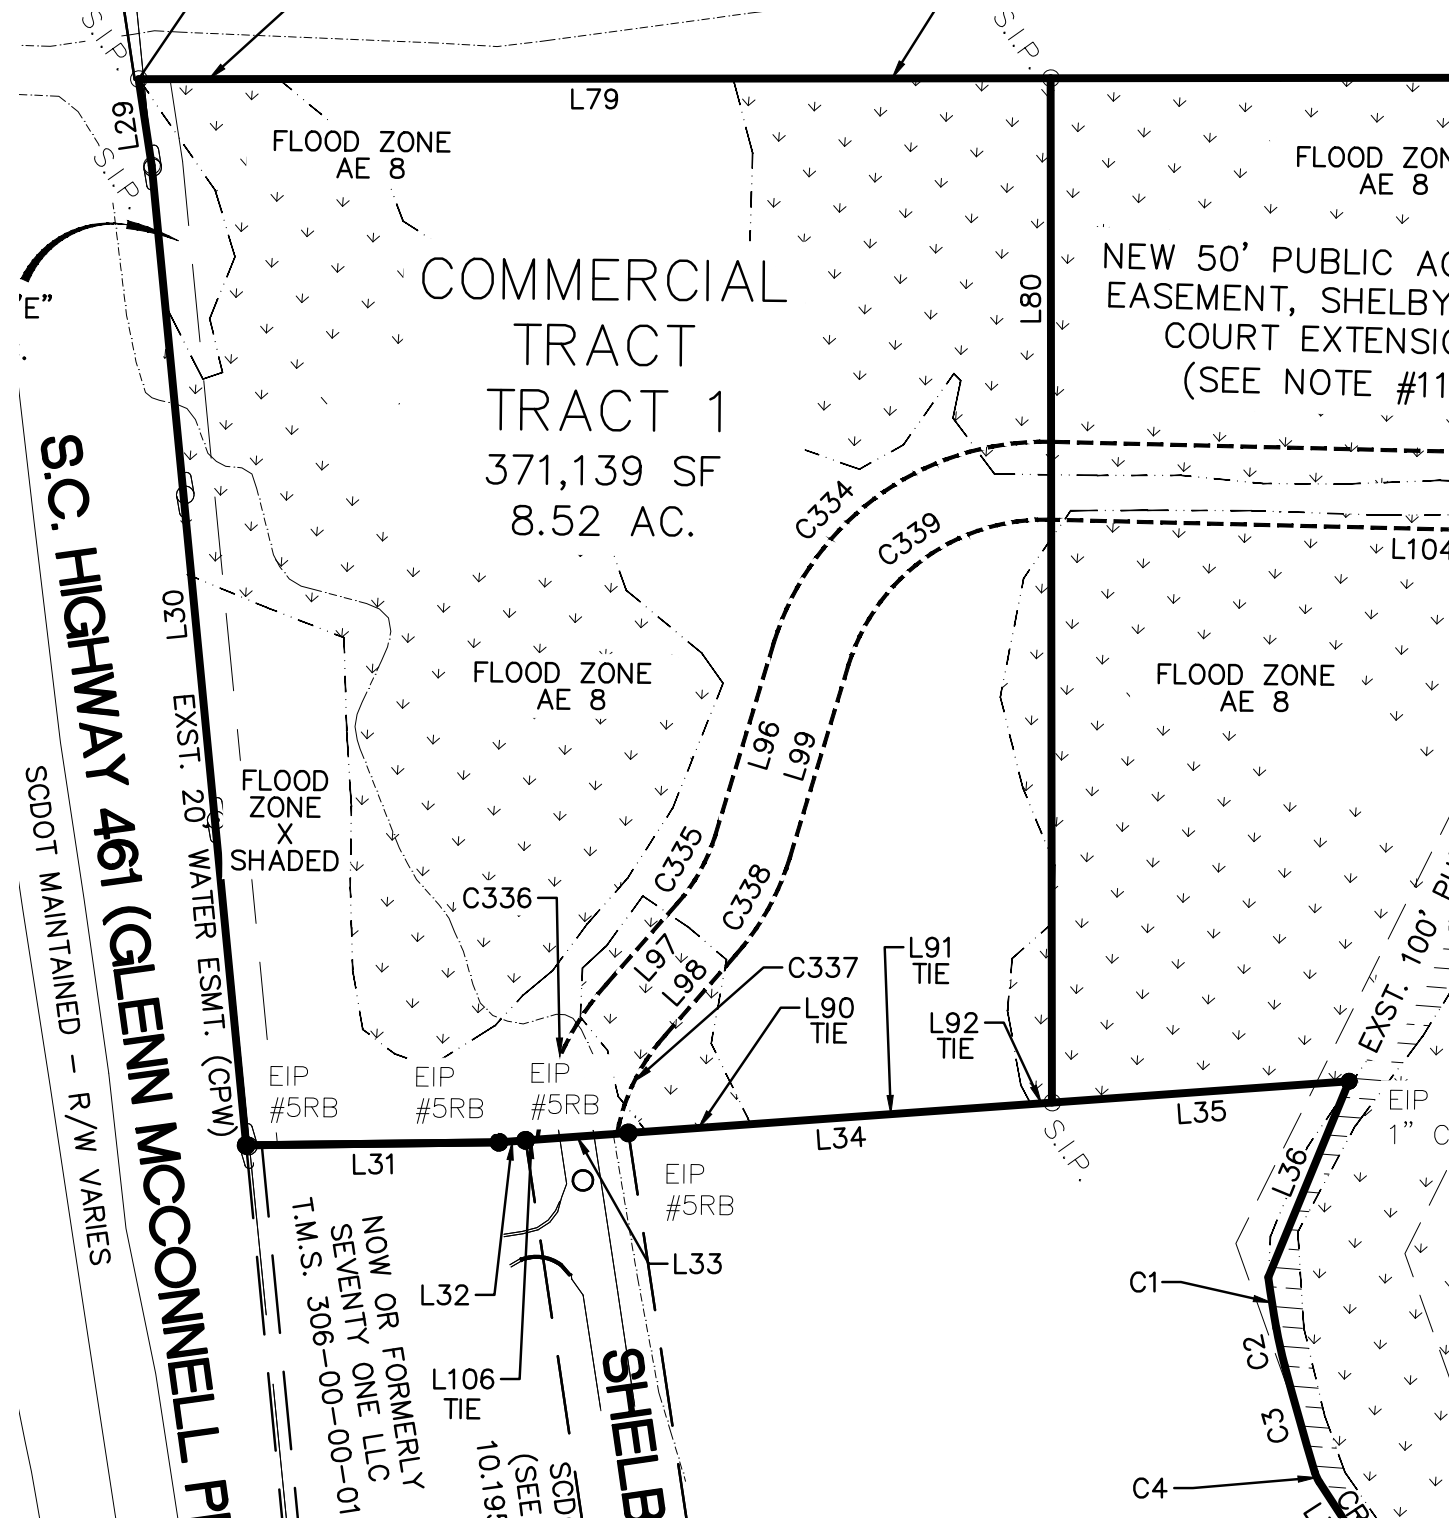 S.I.P.
S.I.P.
L79
L29
FLOOD ZONE
AE 8
FLOOD ZON
AE 8
S.I.P.
'E"
COMMERCIAL
TRACT
TRACT 1
371,139 SF
8.52 AC.
L80
NEW 50' PUBLIC AC
EASEMENT, SHELBY
COURT EXTENSIO
(SEE NOTE #11
C334
C339
L104
S.C. HIGHWAY 461 (GLENN MCCONNELL P
SCDOT MAINTAINED - R/W VARIES
L30
EXST. 20' WATER ESMT. (CPW)
FLOOD ZONE
AE 8
FLOOD ZONE
AE 8
L96
L99
FLOOD
ZONE
X
SHADED
C335
C338
C336
L97
L98
C337
L90
TIE
L91
TIE
L92
TIE
EXST. 100'
EIP
#5RB
EIP
#5RB
EIP
#5RB
EIP
1" C
L31
L34
L35
S.I.P.
EIP
#5RB
L36
L33
L32
L106
TIE
NOW OR FORMERLY
SEVENTY ONE LLC
T.M.S. 306-00-00-01
SHELB
SCD
(SEE
10.195
C1
C2
C3
C4